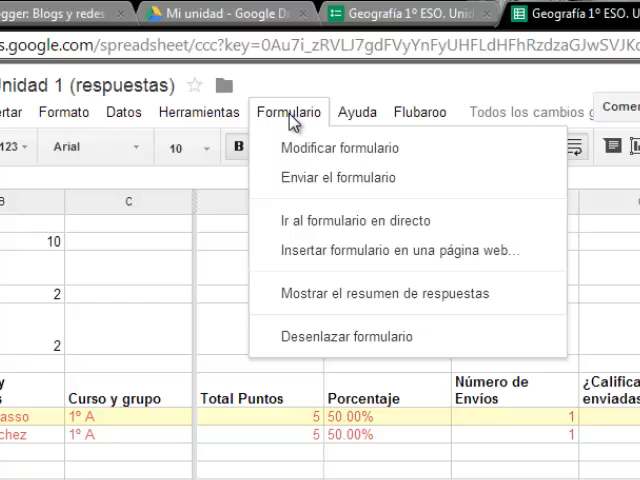 ogger: Blogs y redes
Mi unidad - Google D
Geografía 1º ESO. Unid
Geografía 1º ESO. U
s.google.com/spreadsheet/ccc?key=0Au7i_zRVLJ7gdFVyYnFyUHFLdHFhRzdzaGJwSVJKc
nidad 1 (respuestas)
rtar Formato Datos Herramientas Formulario Ayuda Flubaroo Todos los cambios g
Comen
123 Arial 10 B
Modificar formulario
Enviar el formulario
Ir al formulario en directo
Insertar formulario en una página web...
Mostrar el resumen de respuestas
Desenlazar formulario
B C
10
2
2
y
Curso y grupo Total Puntos Porcentaje Número de Envíos ¿Califica enviadas
asso 1º A 5 50.00% 1
chez 1º A 5 50.00% 1